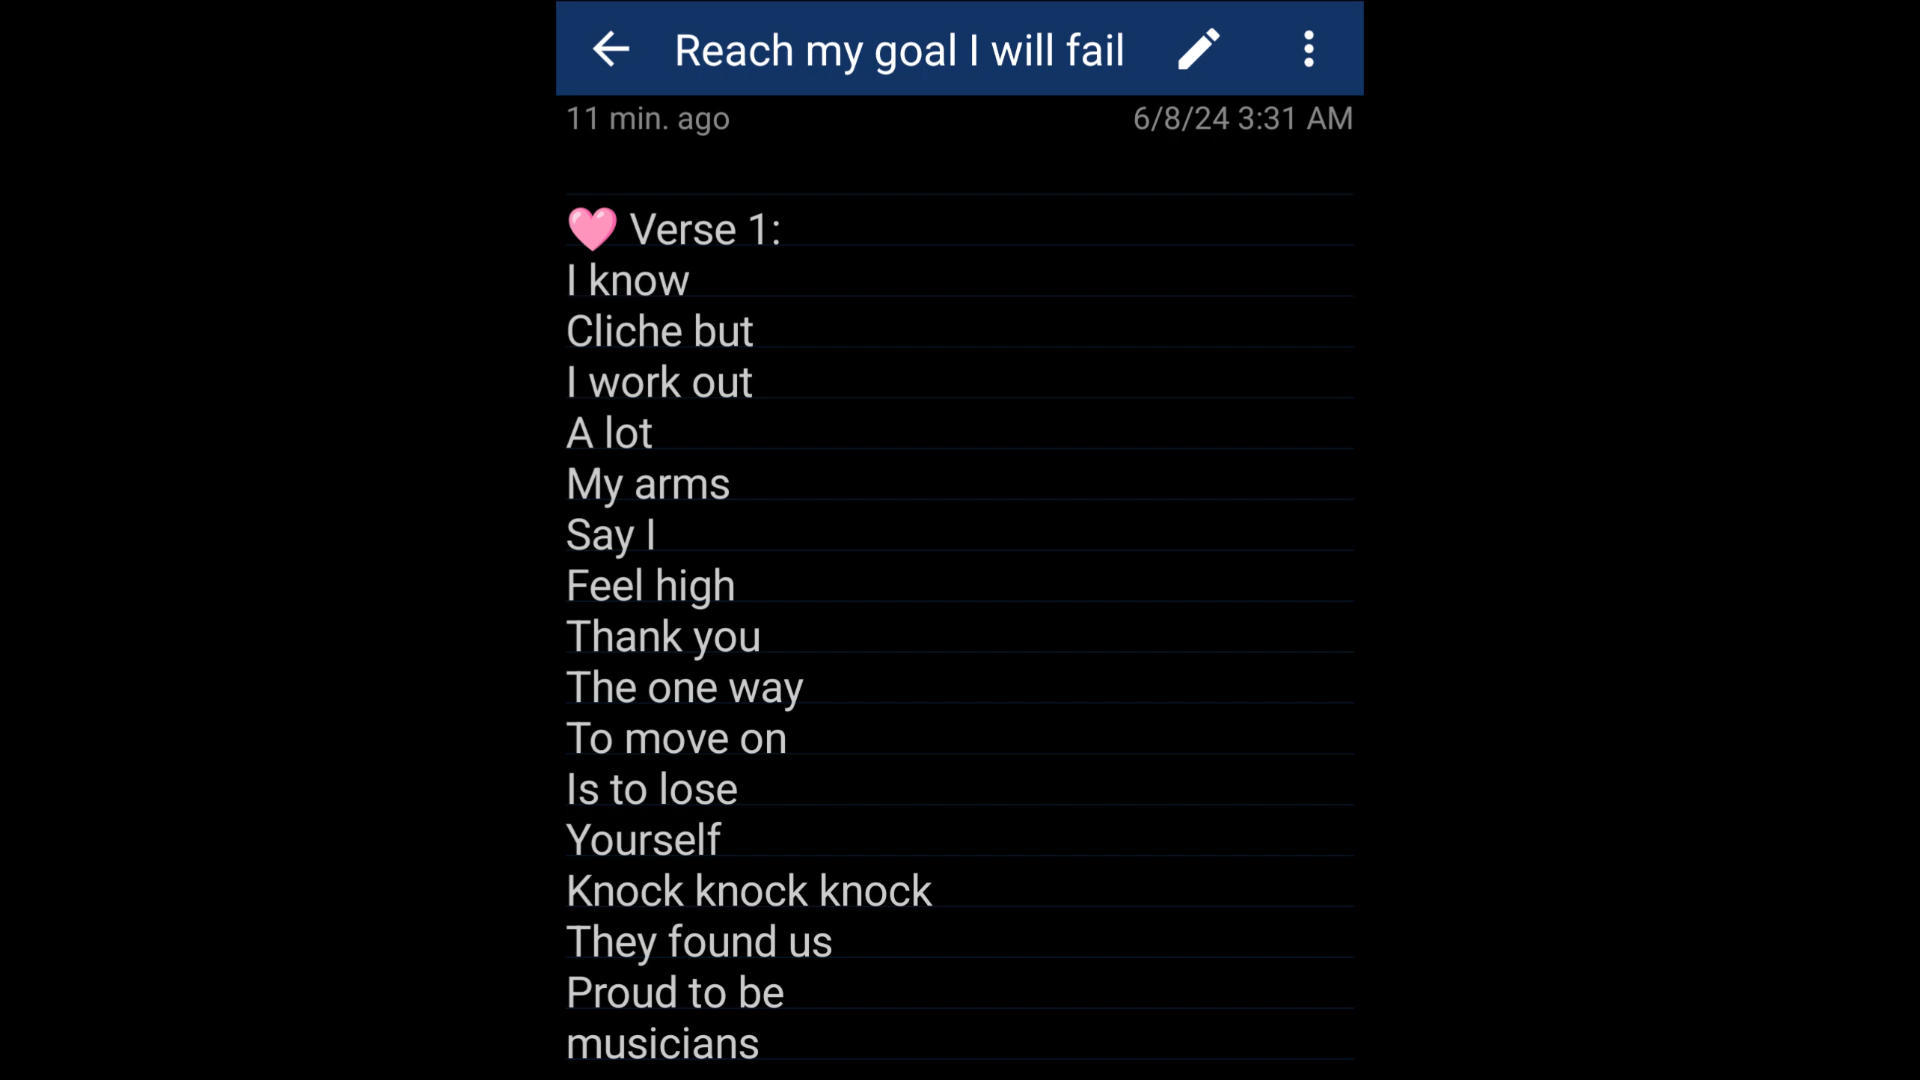 Reach my goal I will fail
11 min. ago 6/8/24 3:31 AM
🩷 Verse 1:
I know
Cliche but
I work out
A lot
My arms
Say I
Feel high
Thank you
The one way
To move on
Is to lose
Yourself
Knock knock knock
They found us
Proud to be
musicians